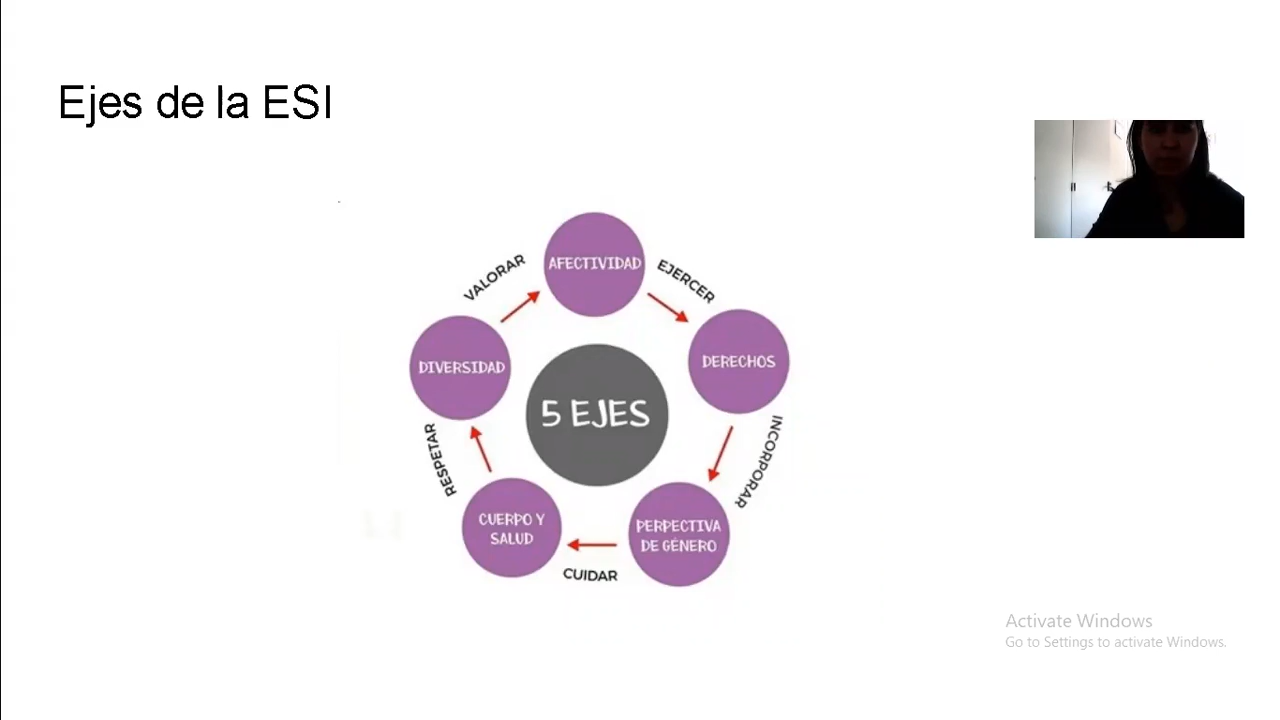 Ejes de la ESI
AFECTIVIDAD
EJERCER
DERECHOS
INCORPORAR
PERPECTIVA
DE GÉNERO
CUIDAR
CUERPO Y
SALUD
RESPETAR
DIVERSIDAD
VALORAR
5 EJES
Activate Windows
Go to Settings to activate Windows.